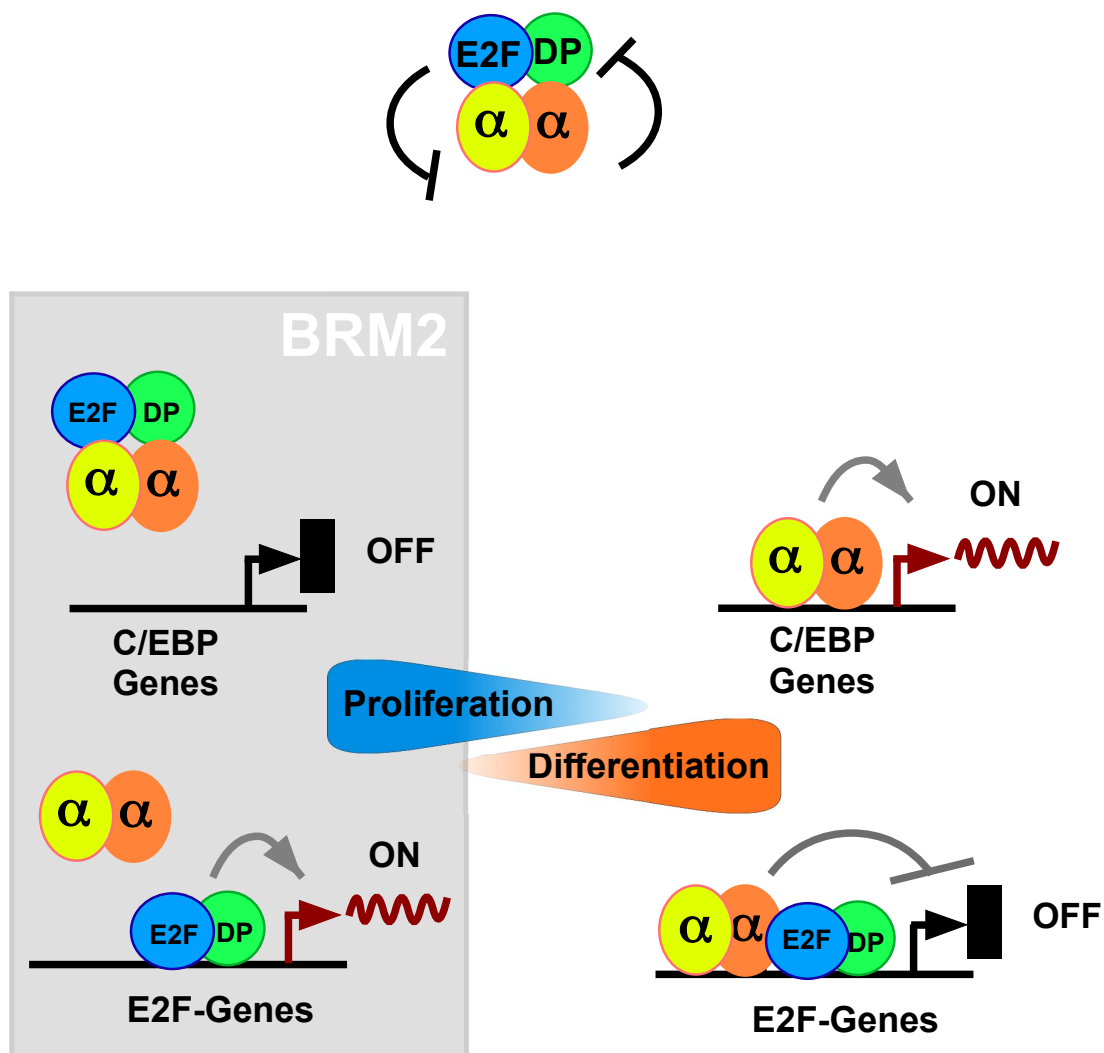 E2F DP
α α
BRM2
E2F DP
α α
OFF
C/EBP
Genes
α α
ON
C/EBP
Genes
Proliferation
Differentiation
α α
ON
E2F DP
E2F-Genes
α α E2F DP
OFF
E2F-Genes